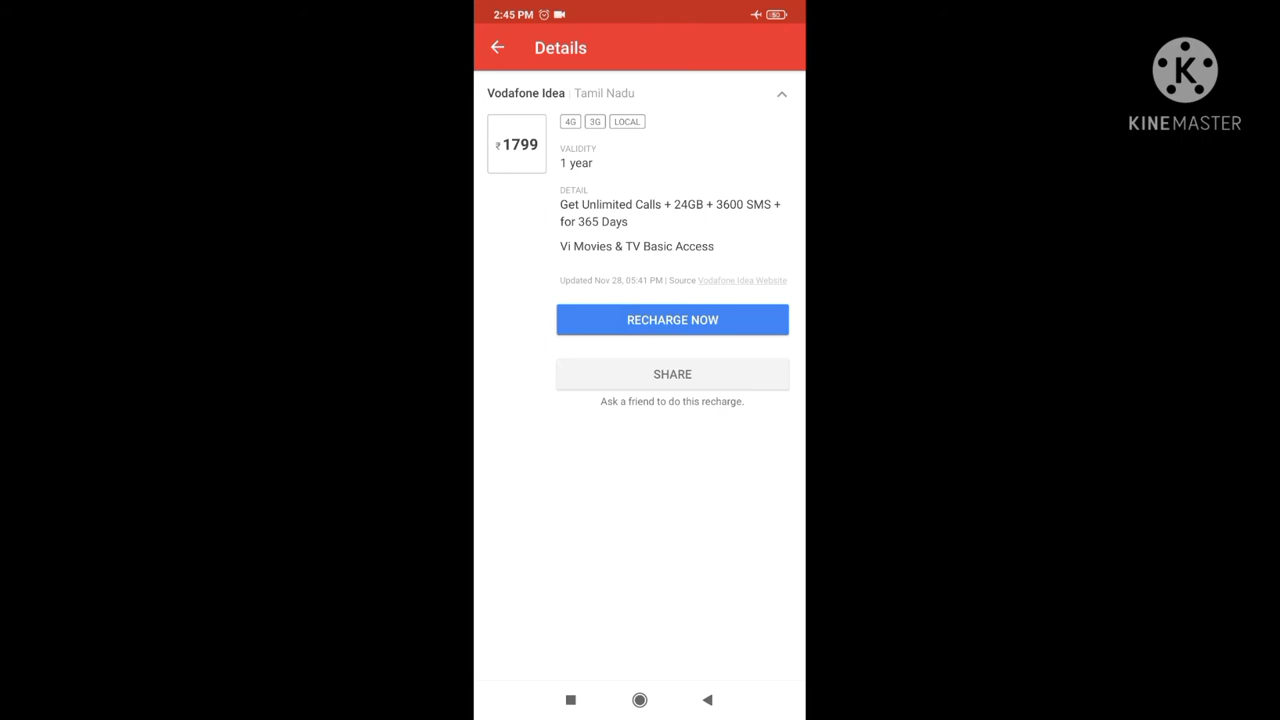 2:45 PM
50
Details
Vodafone Idea | Tamil Nadu
₹1799
4G 3G LOCAL
VALIDITY
1 year
DETAIL
Get Unlimited Calls + 24GB + 3600 SMS +
for 365 Days
Vi Movies & TV Basic Access
Updated Nov 28, 05:41 PM | Source Vodafone Idea Website
RECHARGE NOW
SHARE
Ask a friend to do this recharge.
K
KINEMASTER